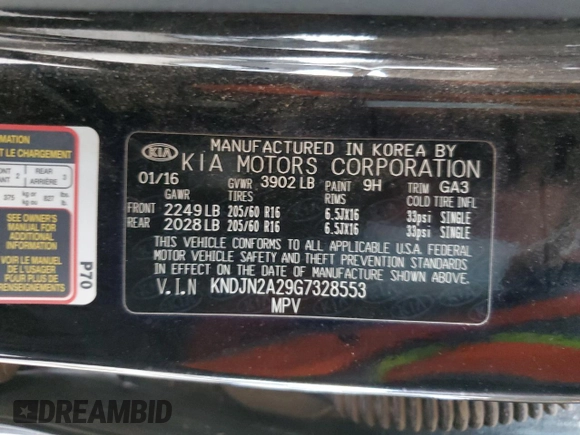 MANUFACTURED IN KOREA BY
KIA KIA MOTORS CORPORATION
01/16 GVWR 3902 LB PAINT 9H TRIM GA3
GAWR TIRES RIMS COLD TIRE INFL
FRONT 2249 LB 205/60 R16 6.5JX16 33psi SINGLE
REAR 2028 LB 205/60 R16 6.5JX16 33psi SINGLE
THIS VEHICLE CONFORMS TO ALL APPLICABLE U.S.A. FEDERAL
MOTOR VEHICLE SAFETY AND THEFT PREVENTION STANDARDS
IN EFFECT ON THE DATE OF MANUFACTURE SHOWN ABOVE.
V.I.N KNDJN2A29G7328553
MPV
LE CHARGEMENT
REAR
ARRIÈRE
SEE OWNER'S
MANUAL FOR
ADDITIONAL
INFORMATION
VOIR LE MANUEL
DE L'USAGER
POUR PLUS DE
RENSEIGNEMENTS
P70
DREAMBID